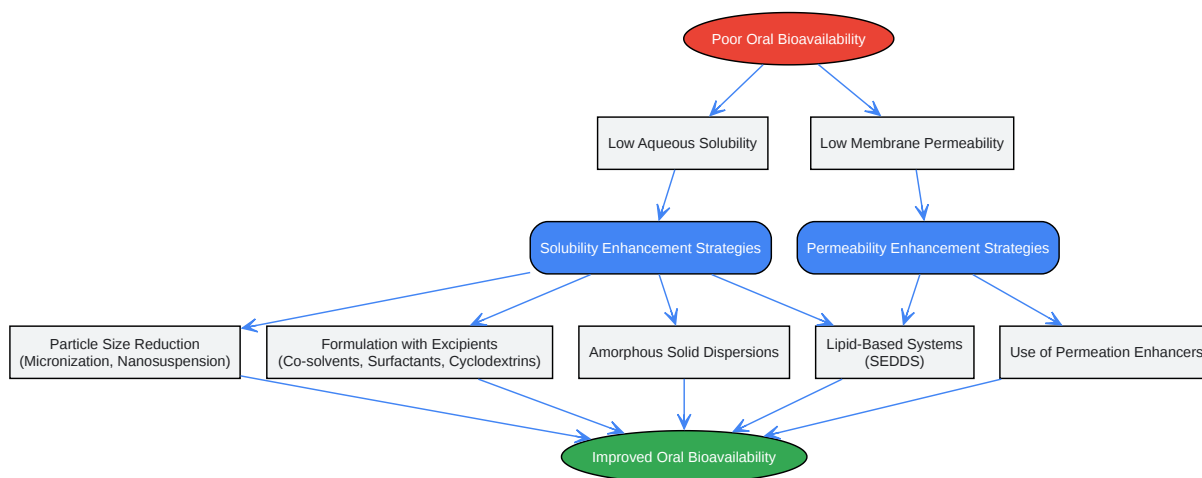 Poor Oral Bioavailability
Low Aqueous Solubility
Low Membrane Permeability
Solubility Enhancement Strategies
Permeability Enhancement Strategies
Particle Size Reduction
(Micronization, Nanosuspension)
Formulation with Excipients
(Co-solvents, Surfactants, Cyclodextrins)
Amorphous Solid Dispersions
Lipid-Based Systems
(SEDDS)
Use of Permeation Enhancers
Improved Oral Bioavailability